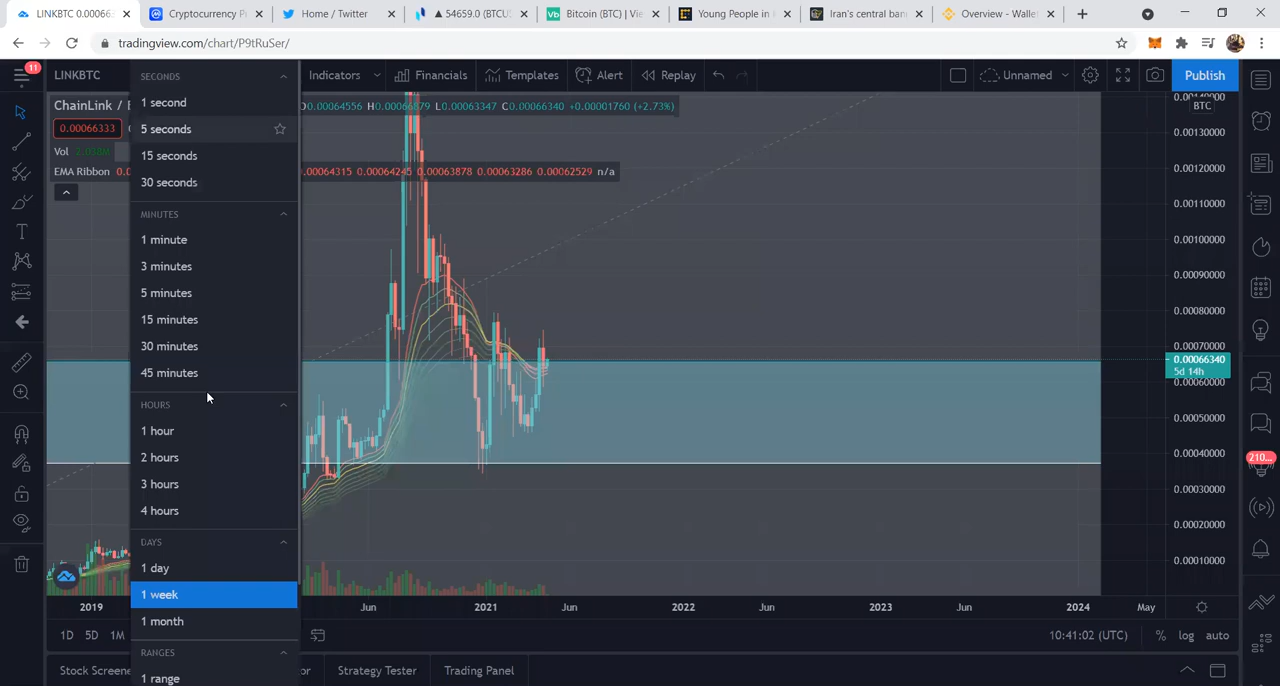 LINKBTC 0.00066
Cryptocurrency P
Home / Twitter
▲ 54659.0 (BTCU
Bitcoin (BTC) | Vie
Young People in
Iran's central ban
Overview - Walle
tradingview.com/chart/P9tRuSer/
11
LINKBTC
Indicators
Financials
Templates
Alert
Replay
Unnamed
Publish
ChainLink / B
0.00064556 H0.00066879 L0.00063347 C0.00066340 +0.00001760 (+2.73%)
0.00066333
Vol
EMA Ribbon
0.00064315 0.00064245 0.00063878 0.00063286 0.00062529 n/a
SECONDS
1 second
5 seconds
15 seconds
30 seconds
MINUTES
1 minute
3 minutes
5 minutes
15 minutes
30 minutes
45 minutes
HOURS
1 hour
2 hours
3 hours
4 hours
DAYS
1 day
1 week
1 month
RANGES
1 range
0.00140000
BTC
0.00130000
0.00120000
0.00110000
0.00100000
0.00090000
0.00080000
0.00070000
0.00066340
5d 14h
0.00060000
0.00050000
0.00040000
0.00030000
0.00020000
0.00010000
210...
2019
Jun
2021
Jun
2022
Jun
2023
Jun
2024
May
1D 5D 1M
10:41:02 (UTC)
% log auto
Stock Screene
Strategy Tester
Trading Panel